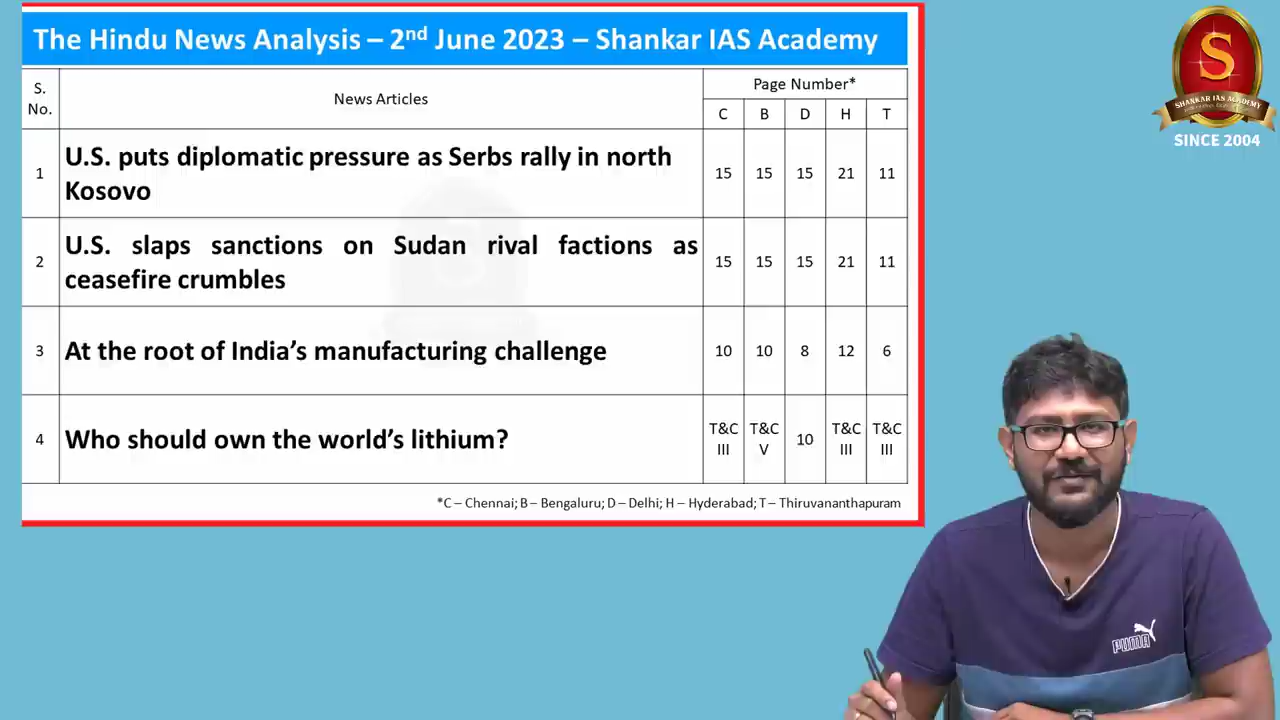 The Hindu News Analysis – 2nd June 2023 – Shankar IAS Academy
S. No.
News Articles
Page Number*
C B D H T
1
U.S. puts diplomatic pressure as Serbs rally in north
Kosovo
15 15 15 21 11
2
U.S. slaps sanctions on Sudan rival factions as
ceasefire crumbles
15 15 15 21 11
3
At the root of India's manufacturing challenge
10 10 8 12 6
4
Who should own the world's lithium?
T&C III T&C V 10 T&C III T&C III
*C – Chennai; B – Bengaluru; D – Delhi; H – Hyderabad; T – Thiruvananthapuram
S
SHANKAR IAS ACADEMY
SINCE 2004
PUMA